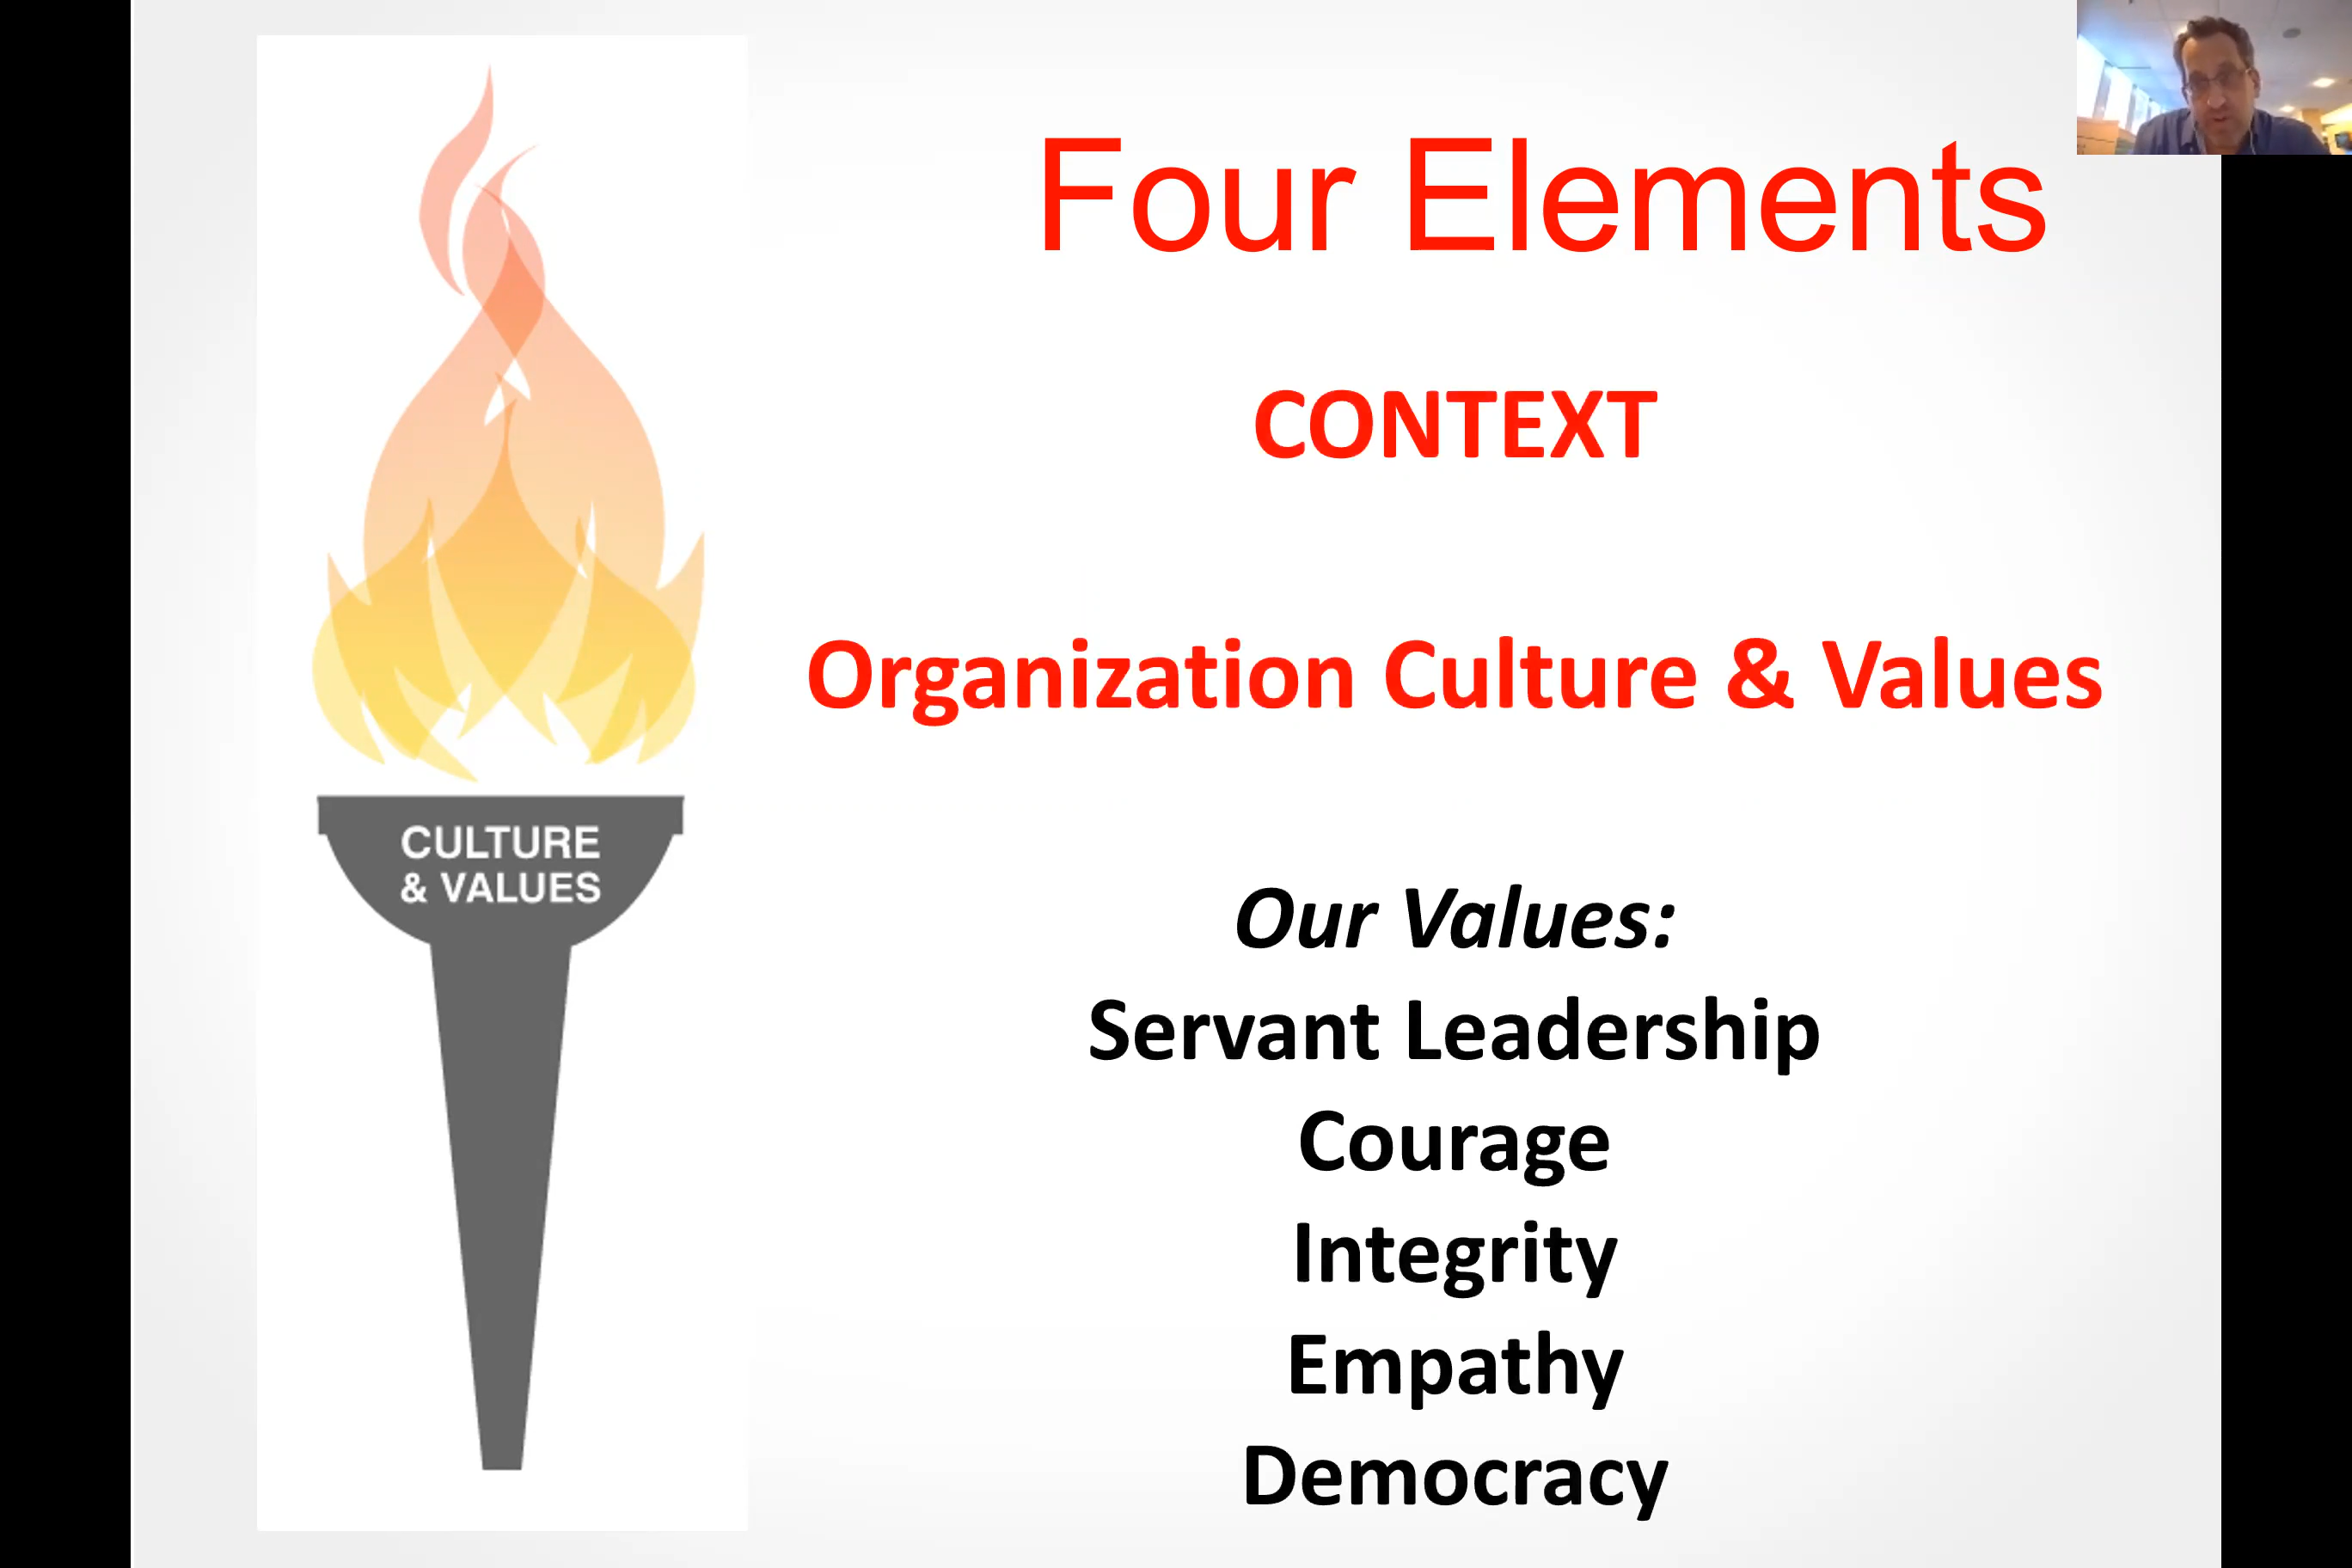 Four Elements
CONTEXT
Organization Culture & Values
CULTURE
& VALUES
Our Values:
Servant Leadership
Courage
Integrity
Empathy
Democracy